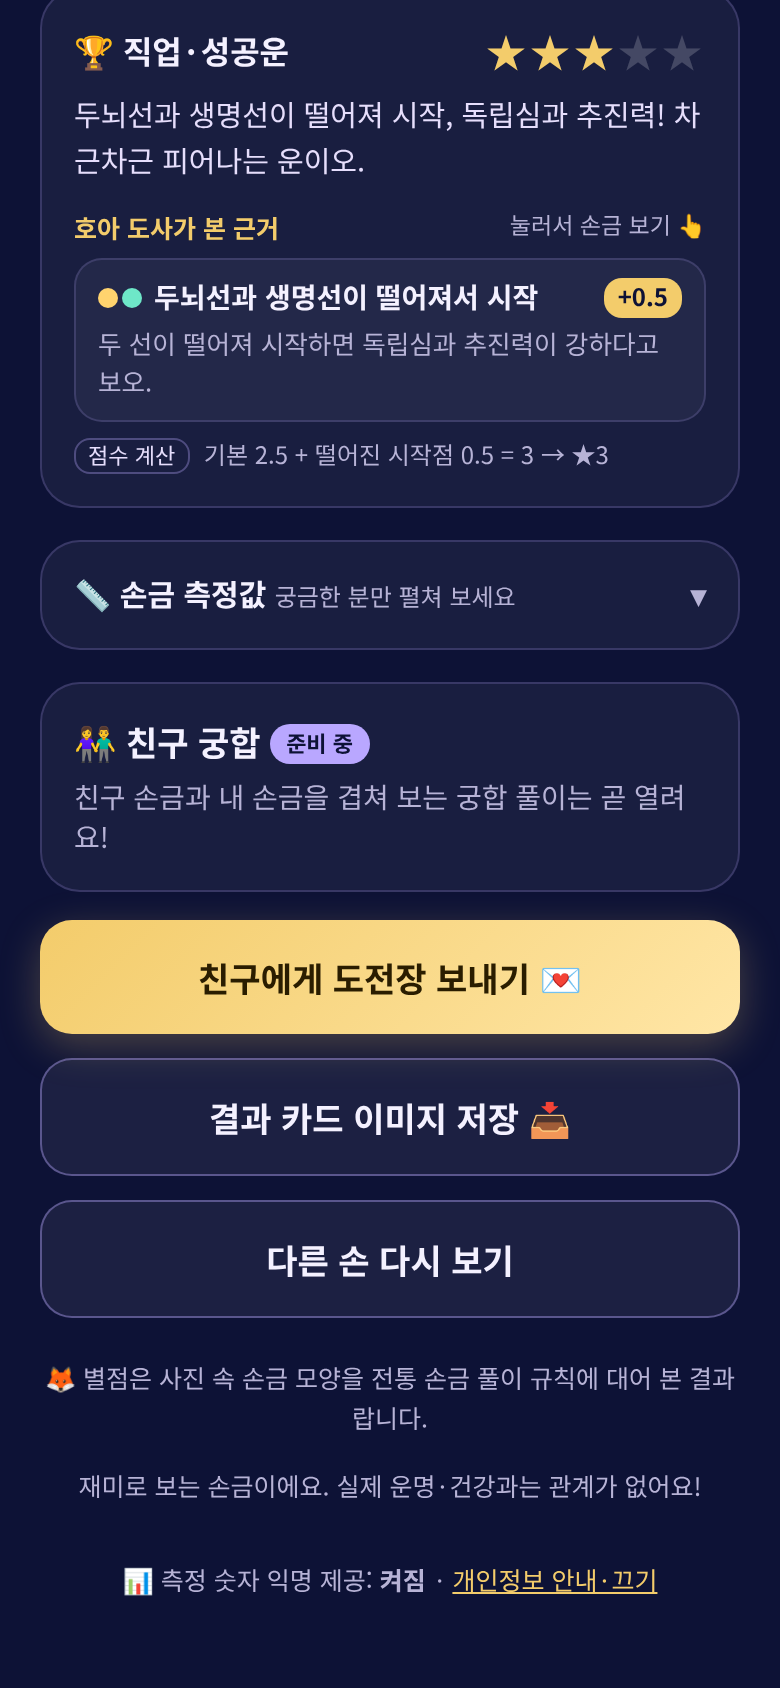 🏆 직업·성공운 ★★★★★
두뇌선과 생명선이 떨어져 시작, 독립심과 추진력! 차
근차근 피어나는 운이오.
호아 도사가 본 근거 눌러서 손금 보기 👆
두뇌선과 생명선이 떨어져서 시작 +0.5
두 선이 떨어져 시작하면 독립심과 추진력이 강하다고
보오.
점수 계산 기본 2.5 + 떨어진 시작점 0.5 = 3 → ★3
📏 손금 측정값 궁금한 분만 펼쳐 보세요 ▼
👫 친구 궁합 준비 중
친구 손금과 내 손금을 겹쳐 보는 궁합 풀이는 곧 열려
요!
친구에게 도전장 보내기 💌
결과 카드 이미지 저장 📥
다른 손 다시 보기
🦊 별점은 사진 속 손금 모양을 전통 손금 풀이 규칙에 대어 본 결과
랍니다.
재미로 보는 손금이에요. 실제 운명·건강과는 관계가 없어요!
📊 측정 숫자 익명 제공: 켜짐 · 개인정보 안내·끄기